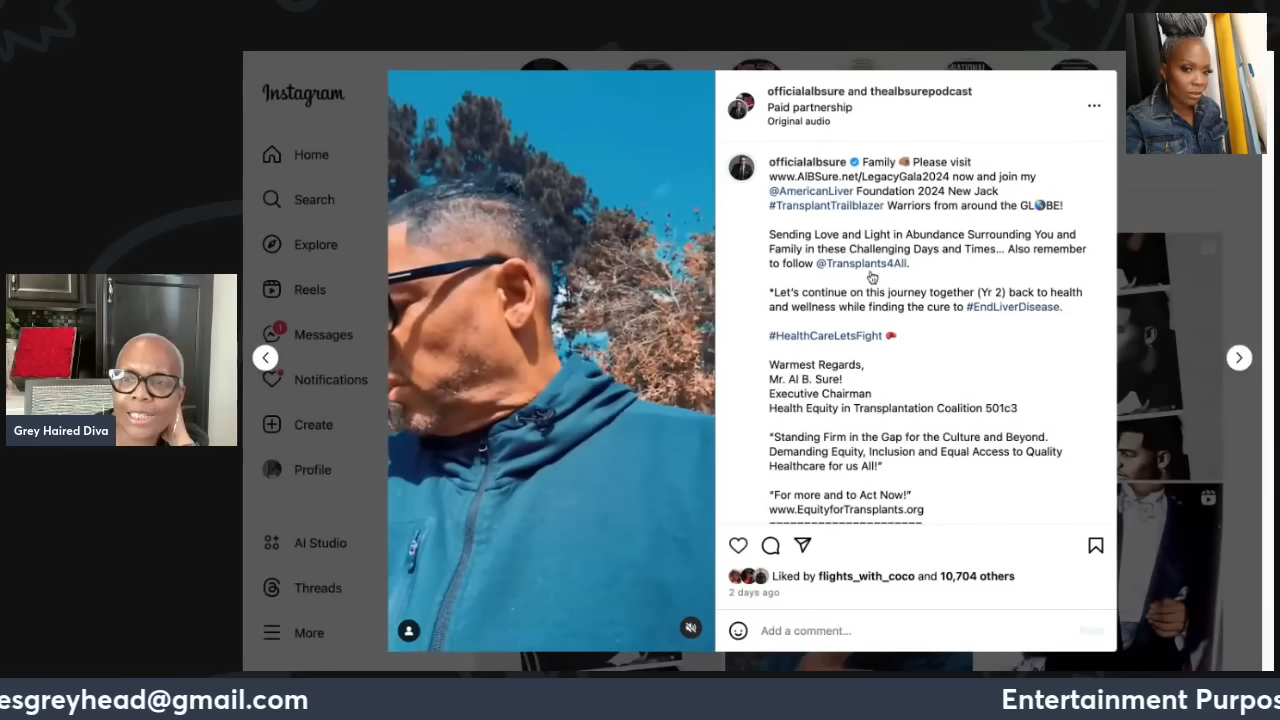 Instagram
Home
Search
Explore
Reels
1
Messages
Notifications
Create
Profile
AI Studio
Threads
More
Grey Haired Diva
officialalbsure and thealbsurepodcast
Paid partnership
Original audio
officialalbsure Family Please visit
www.AlBSure.net/LegacyGala2024 now and join my
@AmericanLiver Foundation 2024 New Jack
#TransplantTrailblazer Warriors from around the GL🌎BE!
Sending Love and Light in Abundance Surrounding You and
Family in these Challenging Days and Times... Also remember
to follow @Transplants4All.
*Let's continue on this journey together (Yr 2) back to health
and wellness while finding the cure to #EndLiverDisease.
#HealthCareLetsFight
Warmest Regards,
Mr. Al B. Sure!
Executive Chairman
Health Equity in Transplantation Coalition 501c3
"Standing Firm in the Gap for the Culture and Beyond.
Demanding Equity, Inclusion and Equal Access to Quality
Healthcare for us All!"
"For more and to Act Now!"
www.EquityforTransplants.org
Liked by flights_with_coco and 10,704 others
2 days ago
Add a comment...
Post
esgreyhead@gmail.com
Entertainment Purpos